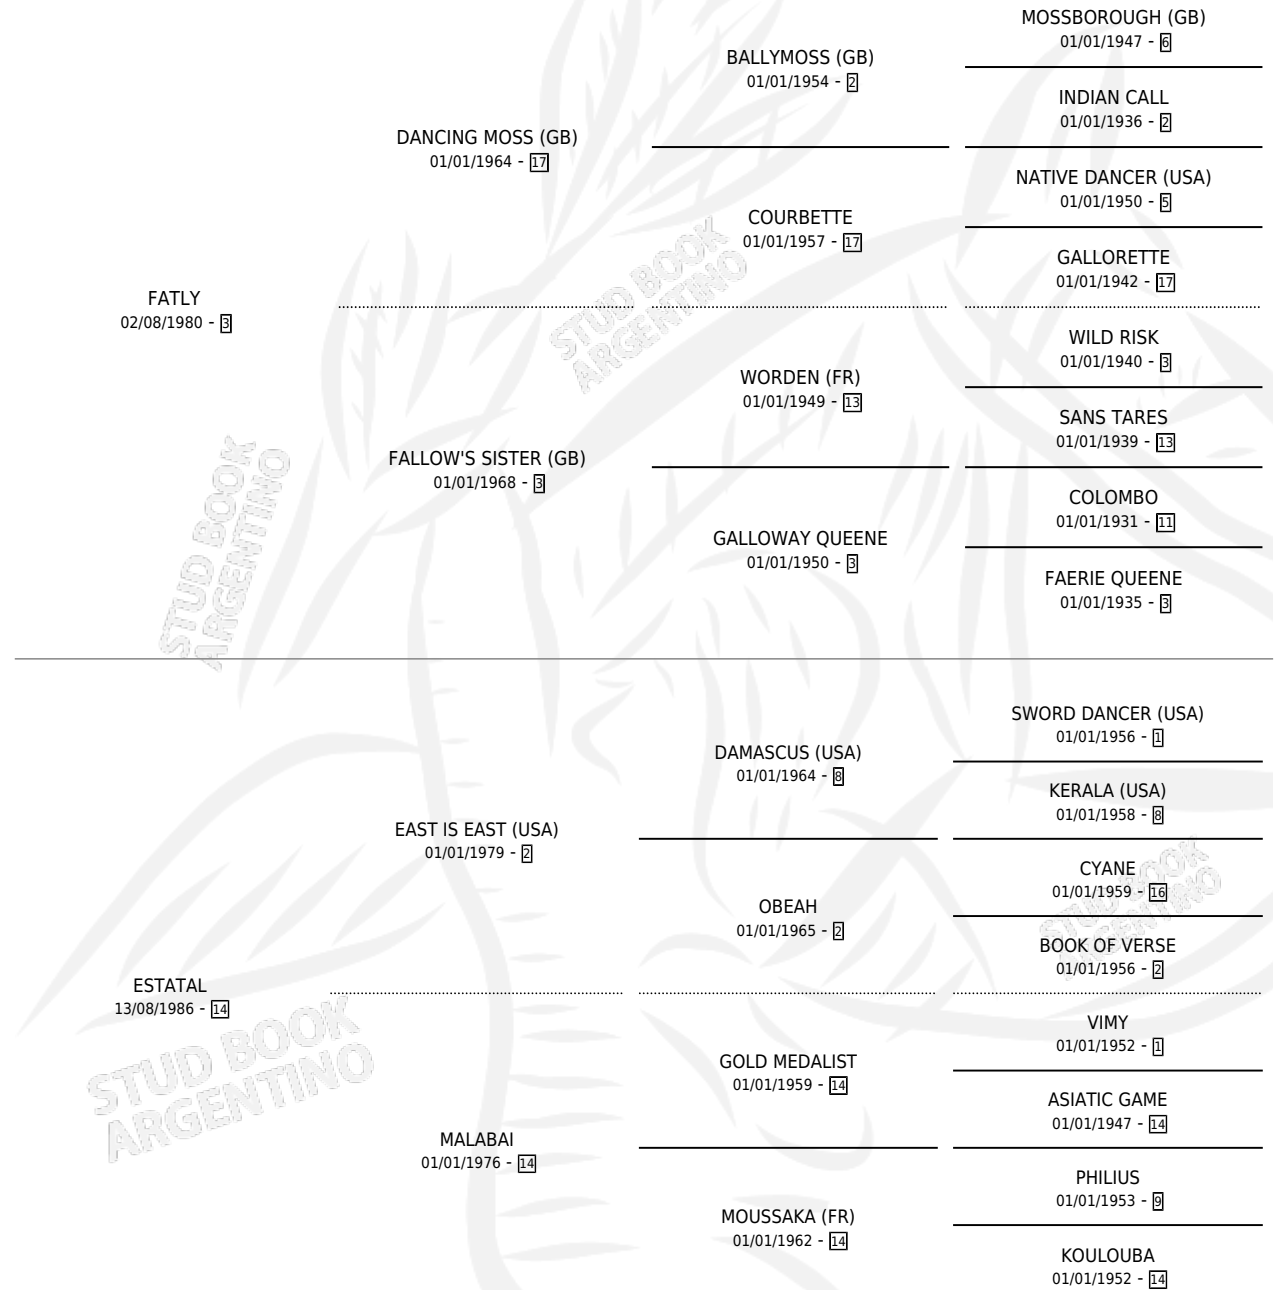 MOSSBOROUGH (GB)
01/01/1947 - 6
BALLYMOSS (GB)
01/01/1954 - 2
INDIAN CALL
01/01/1936 - 2
DANCING MOSS (GB)
01/01/1964 - 17
NATIVE DANCER (USA)
01/01/1950 - 5
COURBETTE
01/01/1957 - 17
GALLORETTE
01/01/1942 - 17
FATLY
02/08/1980 - 3
WILD RISK
01/01/1940 - 3
WORDEN (FR)
01/01/1949 - 13
SANS TARES
01/01/1939 - 13
FALLOW'S SISTER (GB)
01/01/1968 - 3
COLOMBO
01/01/1931 - 11
GALLOWAY QUEENE
01/01/1950 - 3
FAERIE QUEENE
01/01/1935 - 3
STUD BOOK
ARGENTINO
STUD BOOK
ARGENTINO
SWORD DANCER (USA)
01/01/1956 - 1
DAMASCUS (USA)
01/01/1964 - 8
KERALA (USA)
01/01/1958 - 8
EAST IS EAST (USA)
01/01/1979 - 2
CYANE
01/01/1959 - 16
OBEAH
01/01/1965 - 2
BOOK OF VERSE
01/01/1956 - 2
ESTATAL
13/08/1986 - 14
VIMY
01/01/1952 - 1
GOLD MEDALIST
01/01/1959 - 14
ASIATIC GAME
01/01/1947 - 14
MALABAI
01/01/1976 - 14
PHILIUS
01/01/1953 - 9
MOUSSAKA (FR)
01/01/1962 - 14
KOULOUBA
01/01/1952 - 14
STUD BOOK
ARGENTINO
STUD BOOK
ARGENTINO